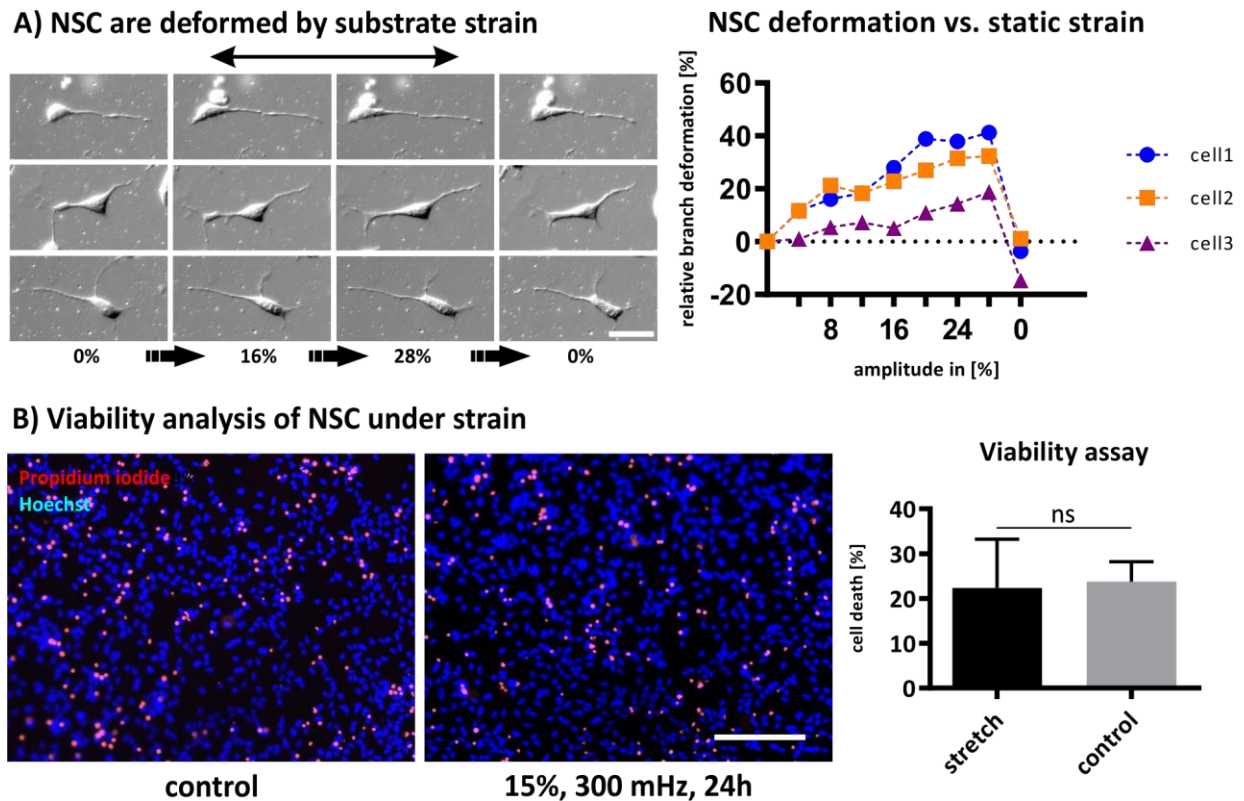 A) NSC are deformed by substrate strain
0%
16%
28%
0%
NSC deformation vs. static strain
relative branch deformation [%]
60
40
20
0
-20
8
16
24
0
amplitude in [%]
cell1
cell2
cell3
B) Viability analysis of NSC under strain
Propidium iodide
Hoechst
control
15%, 300 mHz, 24h
Viability assay
cell death [%]
40
30
20
10
0
ns
stretch
control